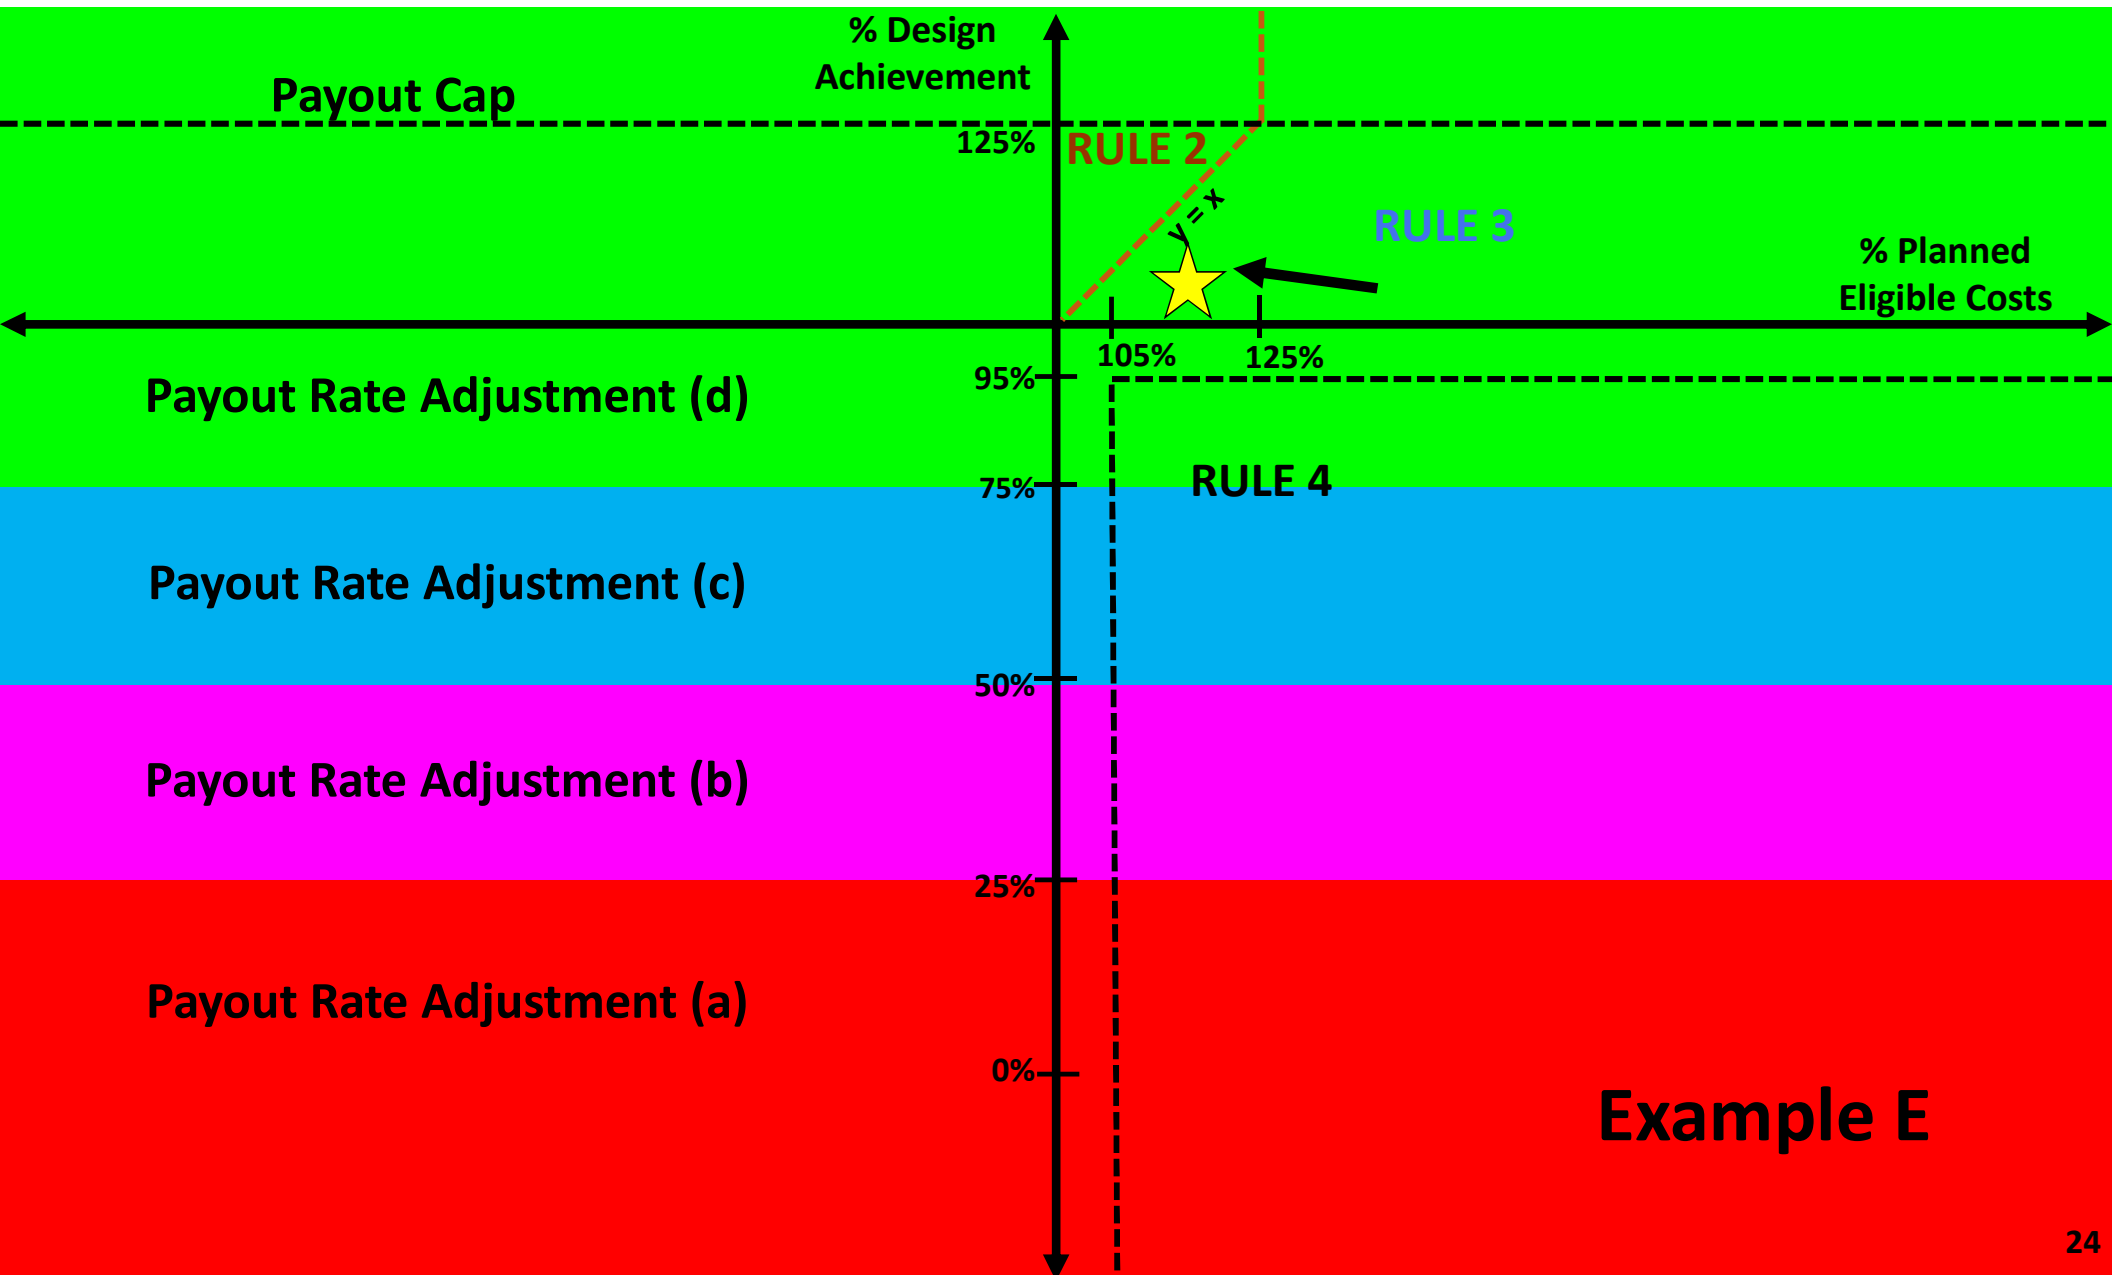 % Design
Achievement
Payout Cap
125%
RULE 2
y = x
RULE 3
% Planned
Eligible Costs
105%
125%
95%
Payout Rate Adjustment (d)
75%
RULE 4
Payout Rate Adjustment (c)
50%
Payout Rate Adjustment (b)
25%
Payout Rate Adjustment (a)
0%
Example E
24